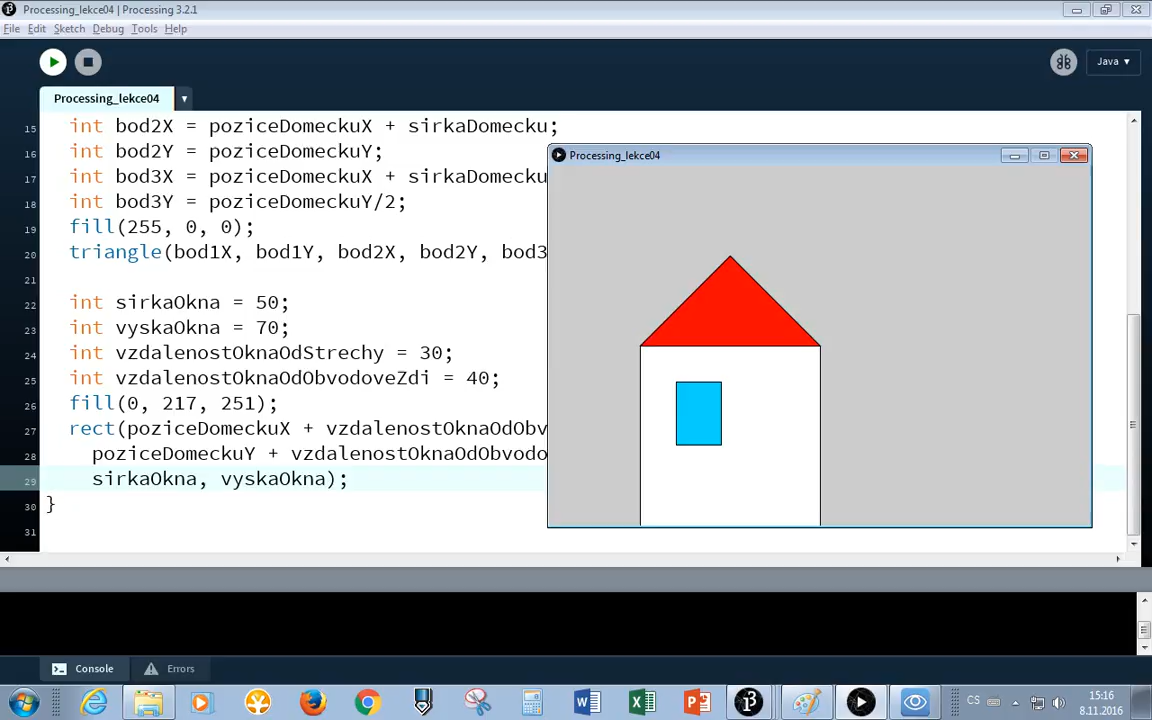 Processing_lekce04 | Processing 3.2.1
File Edit Sketch Debug Tools Help
Java ▾
Processing_lekce04 ▾
15 int bod2X = poziceDomeckuX + sirkaDomecku;
16 int bod2Y = poziceDomeckuY;
17 int bod3X = poziceDomeckuX + sirkaDomecku
18 int bod3Y = poziceDomeckuY/2;
19 fill(255, 0, 0);
20 triangle(bod1X, bod1Y, bod2X, bod2Y, bod3
21
22 int sirkaOkna = 50;
23 int vyskaOkna = 70;
24 int vzdalenostOknaOdStrechy = 30;
25 int vzdalenostOknaOdObvodoveZdi = 40;
26 fill(0, 217, 251);
27 rect(poziceDomeckuX + vzdalenostOknaOdObv
28 poziceDomeckuY + vzdalenostOknaOdObvodo
29 sirkaOkna, vyskaOkna);
30 }
31
Processing_lekce04
Console Errors
CS
15:16
8.11.2016